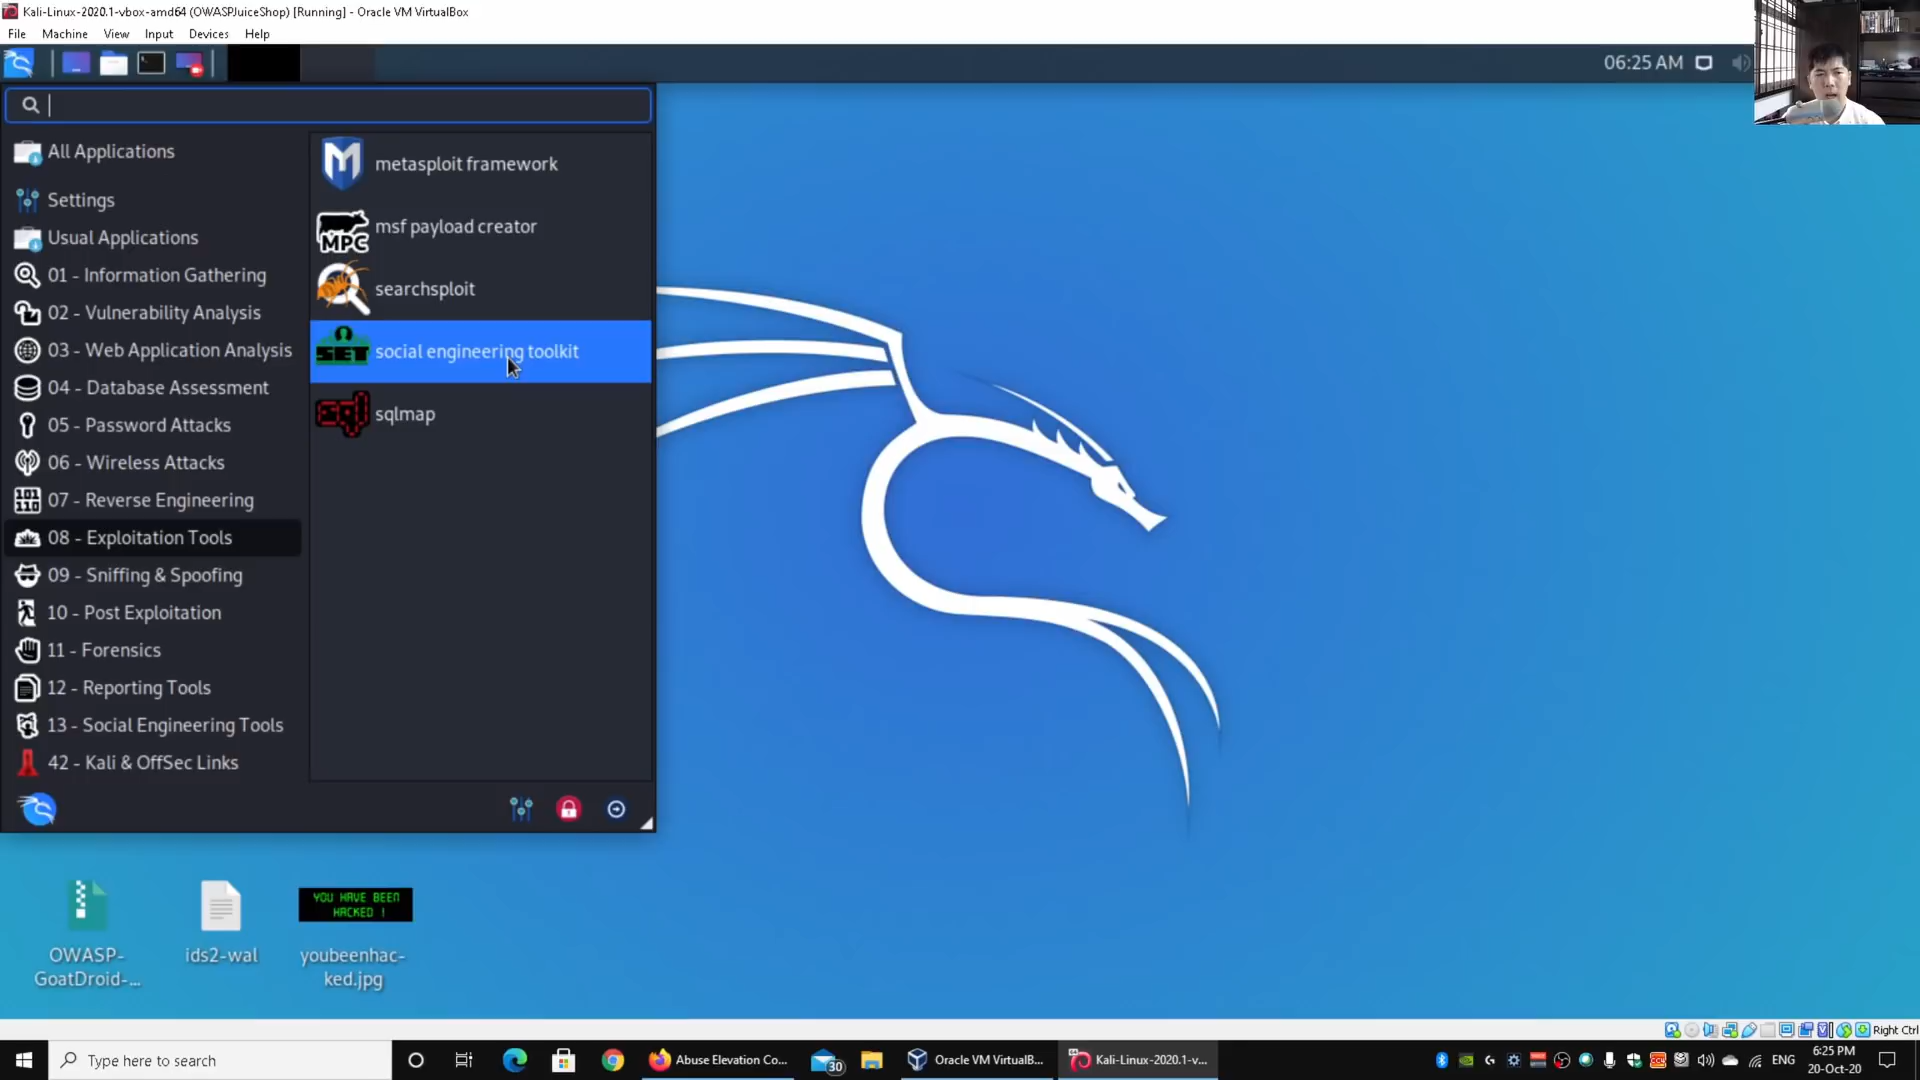 Kali-Linux-2020.1-vbox-amd64 (OWASPJuiceShop) [Running] - Oracle VM VirtualBox
File Machine View Input Devices Help
06:25 AM
All Applications
Settings
Usual Applications
01 - Information Gathering
02 - Vulnerability Analysis
03 - Web Application Analysis
04 - Database Assessment
05 - Password Attacks
06 - Wireless Attacks
07 - Reverse Engineering
08 - Exploitation Tools
09 - Sniffing & Spoofing
10 - Post Exploitation
11 - Forensics
12 - Reporting Tools
13 - Social Engineering Tools
42 - Kali & OffSec Links
metasploit framework
MPC msf payload creator
searchsploit
SET social engineering toolkit
sql sqlmap
OWASP-
GoatDroid-...
ids2-wal
YOU HAVE BEEN
HACKED !
youbeenhac-
ked.jpg
Right Ctrl
Type here to search
Abuse Elevation Co...
30
Oracle VM VirtualB...
Kali-Linux-2020.1-v...
ENG
6:25 PM
20-Oct-20